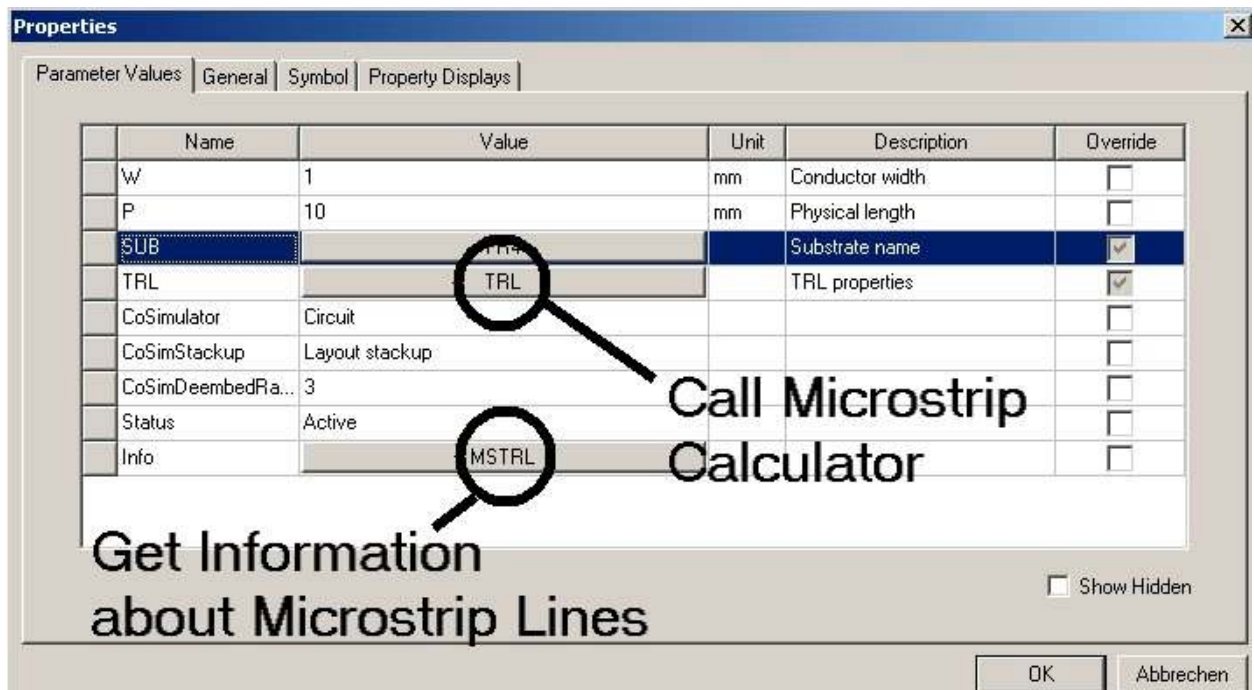 Properties
Parameter Values General Symbol Property Displays
Name Value Unit Description Override
W 1 mm Conductor width
P 10 mm Physical length
SUB FR4 Substrate name
TRL TRL TRL properties
CoSimulator Circuit
CoSimStackup Layout stackup
CoSimDeembedRa... 3
Status Active
Info MSTRL
Call Microstrip
Calculator
Get Information
about Microstrip Lines
Show Hidden
OK Abbrechen